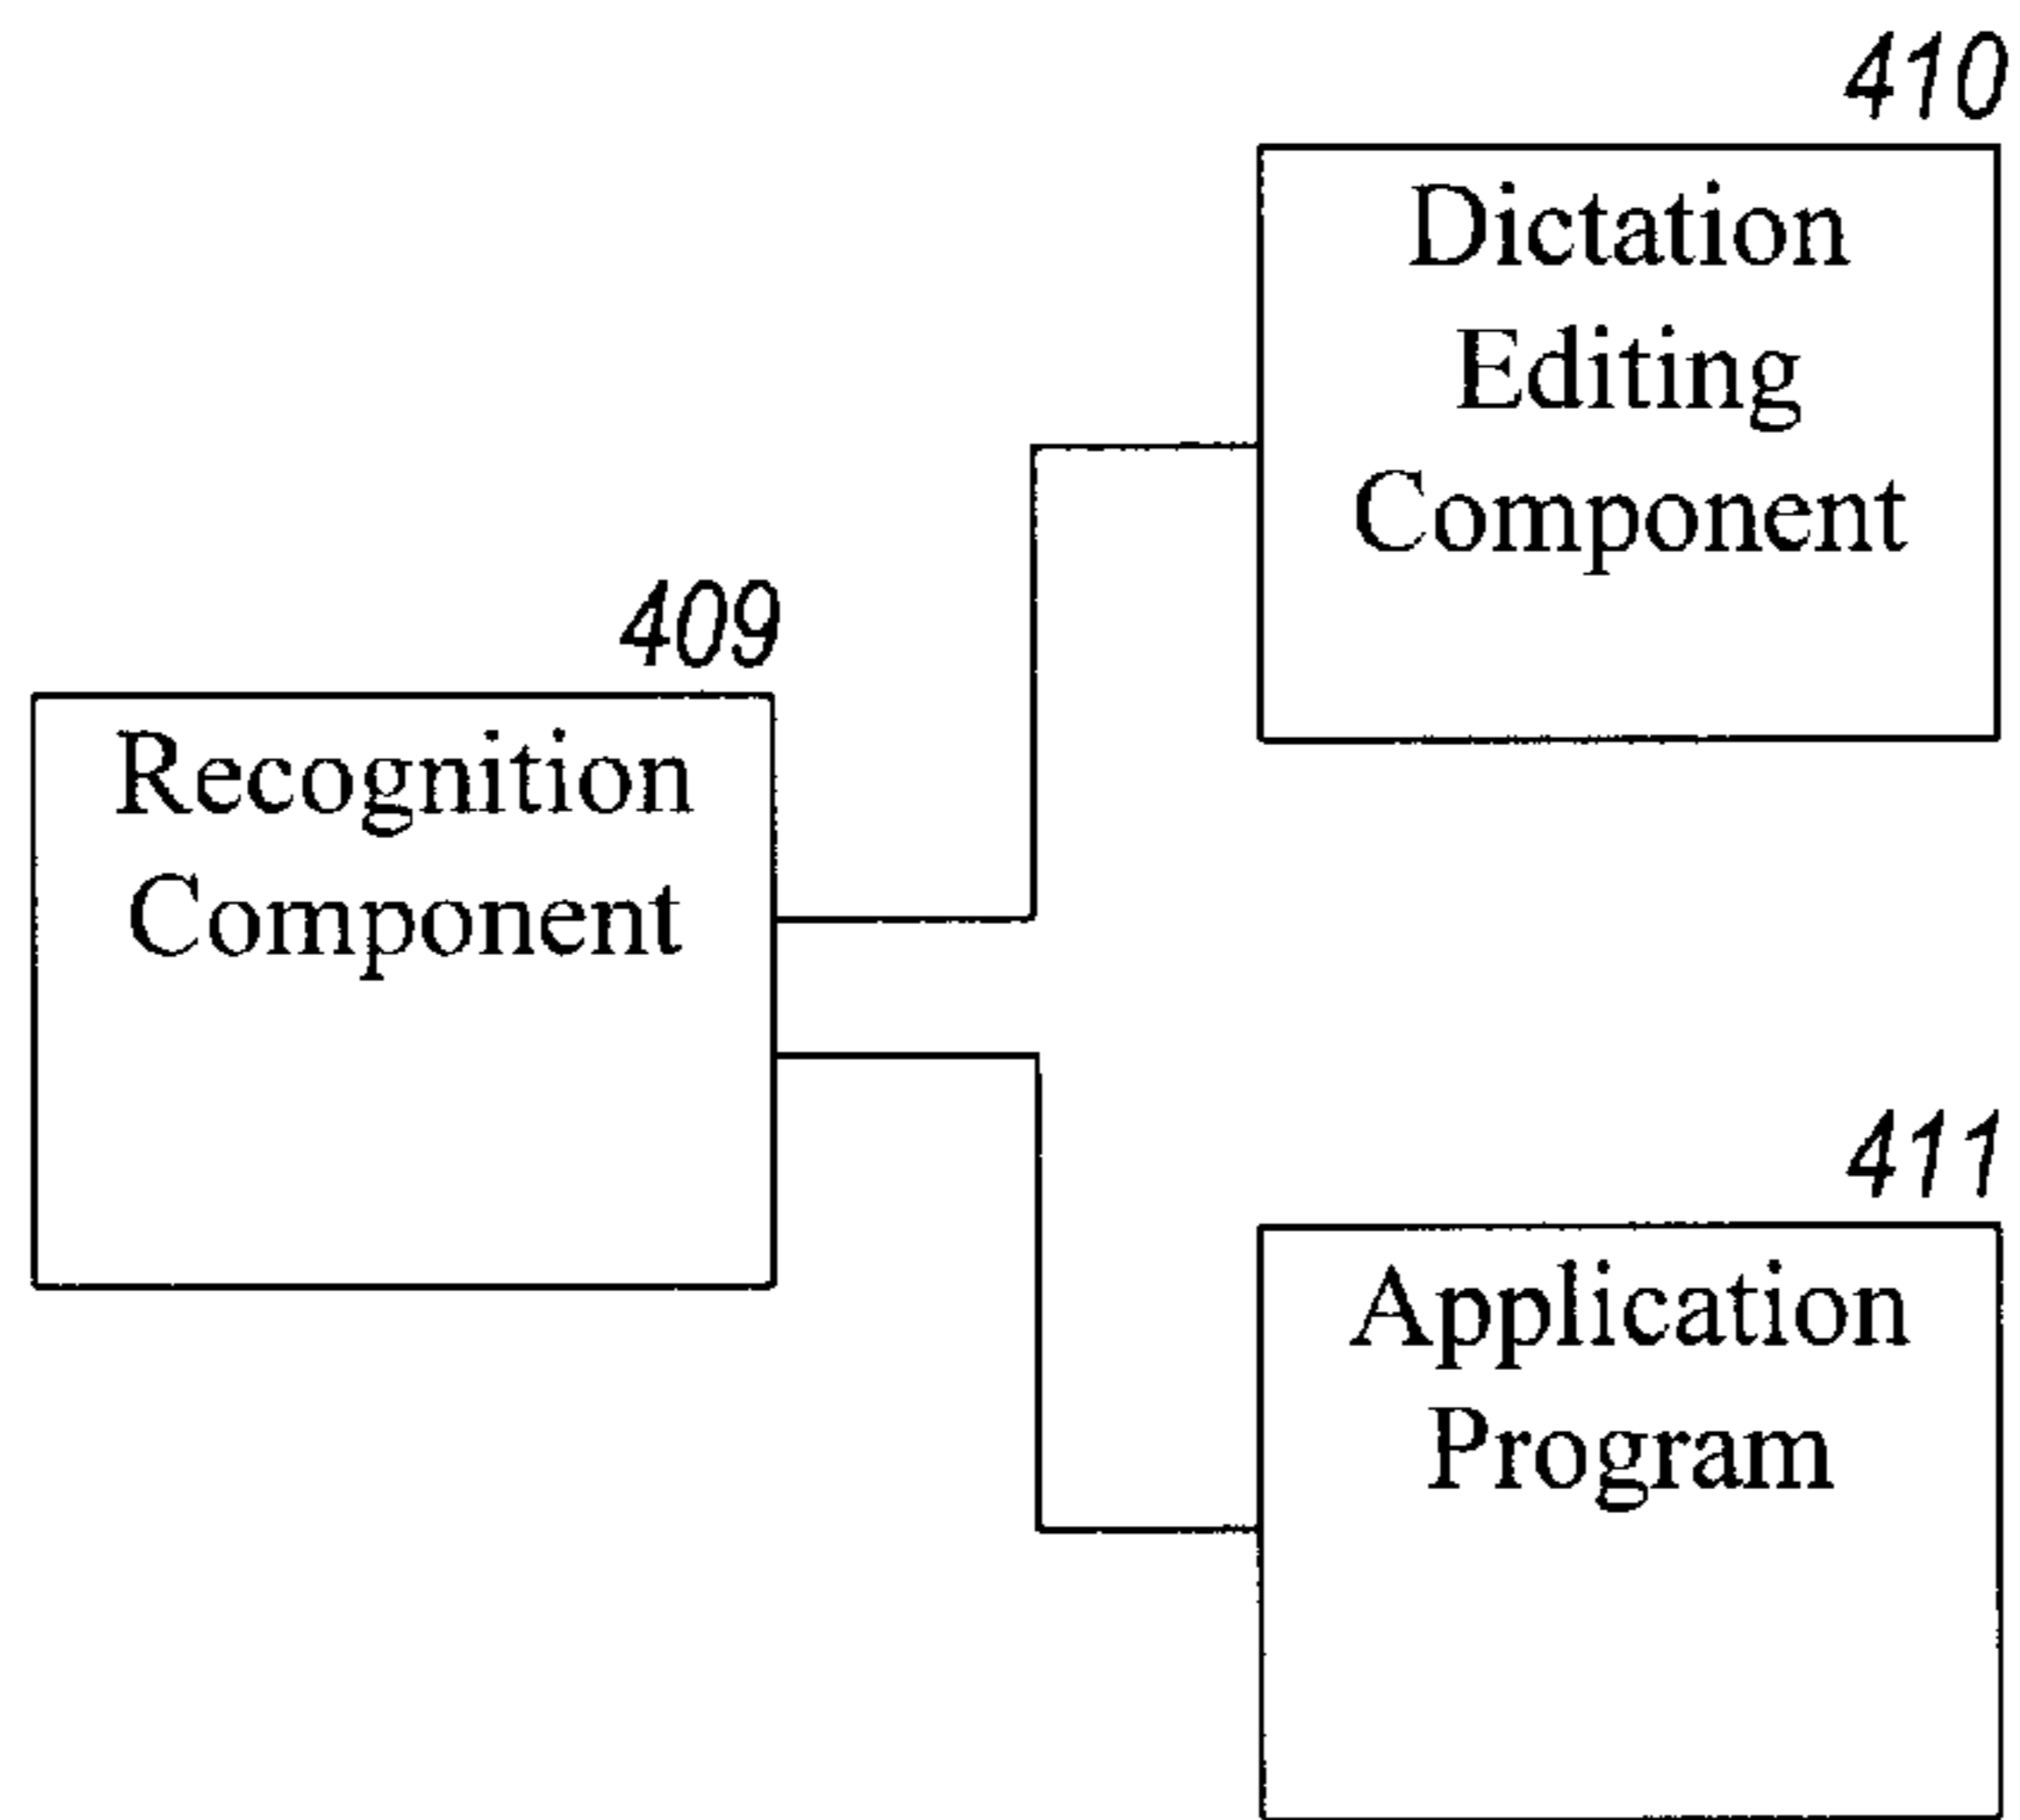 410
Dictation
Editing
Component
409
Recognition
Component
411
Application
Program